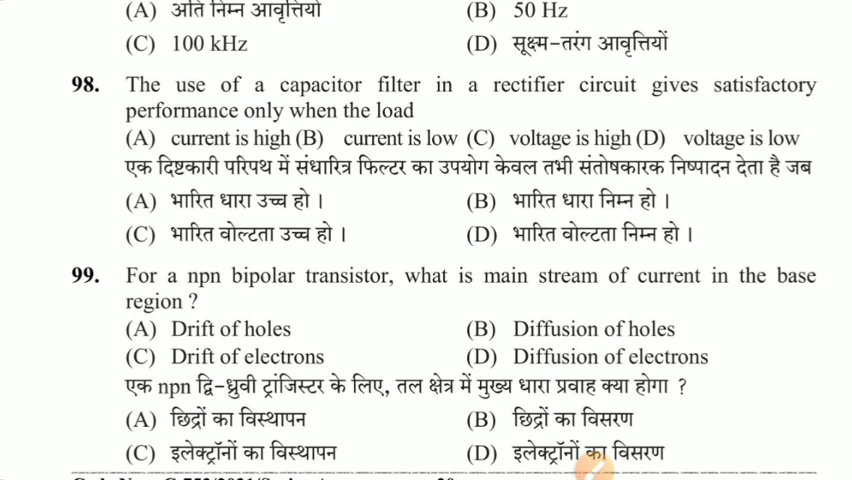 (A) अति निम्न आवृत्तियों (B) 50 Hz
(C) 100 kHz (D) सूक्ष्म-तरंग आवृत्तियों
98. The use of a capacitor filter in a rectifier circuit gives satisfactory
performance only when the load
(A) current is high (B) current is low (C) voltage is high (D) voltage is low
एक दिष्टकारी परिपथ में संधारित्र फिल्टर का उपयोग केवल तभी संतोषकारक निष्पादन देता है जब
(A) भारित धारा उच्च हो । (B) भारित धारा निम्न हो ।
(C) भारित वोल्टता उच्च हो । (D) भारित वोल्टता निम्न हो ।
99. For a npn bipolar transistor, what is main stream of current in the base
region ?
(A) Drift of holes (B) Diffusion of holes
(C) Drift of electrons (D) Diffusion of electrons
एक npn द्वि-ध्रुवी ट्रांजिस्टर के लिए, तल क्षेत्र में मुख्य धारा प्रवाह क्या होगा ?
(A) छिद्रों का विस्थापन (B) छिद्रों का विसरण
(C) इलेक्ट्रॉनों का विस्थापन (D) इलेक्ट्रॉनों का विसरण